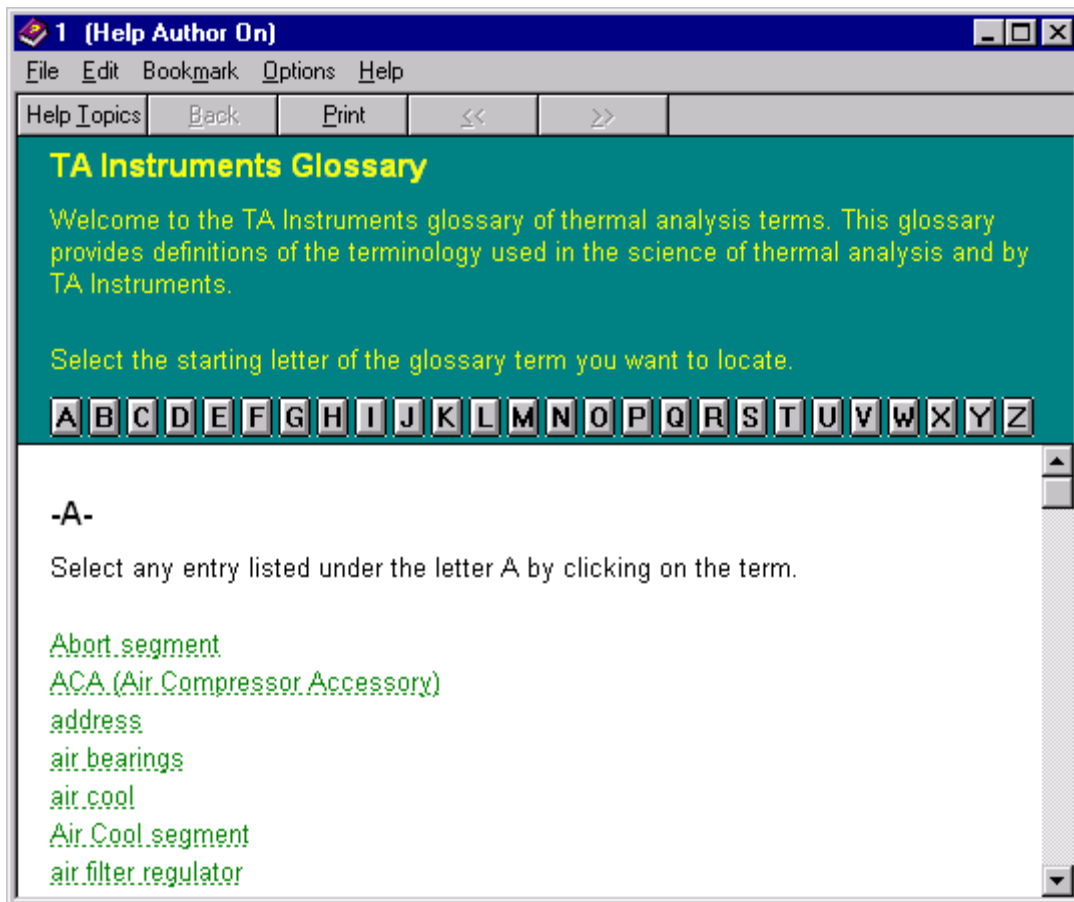 1 (Help Author On)
File Edit Bookmark Options Help
Help Topics Back Print << >>
TA Instruments Glossary
Welcome to the TA Instruments glossary of thermal analysis terms. This glossary
provides definitions of the terminology used in the science of thermal analysis and by
TA Instruments.
Select the starting letter of the glossary term you want to locate.
A B C D E F G H I J K L M N O P Q R S T U V W X Y Z
-A-
Select any entry listed under the letter A by clicking on the term.
Abort segment
ACA (Air Compressor Accessory)
address
air bearings
air cool
Air Cool segment
air filter regulator